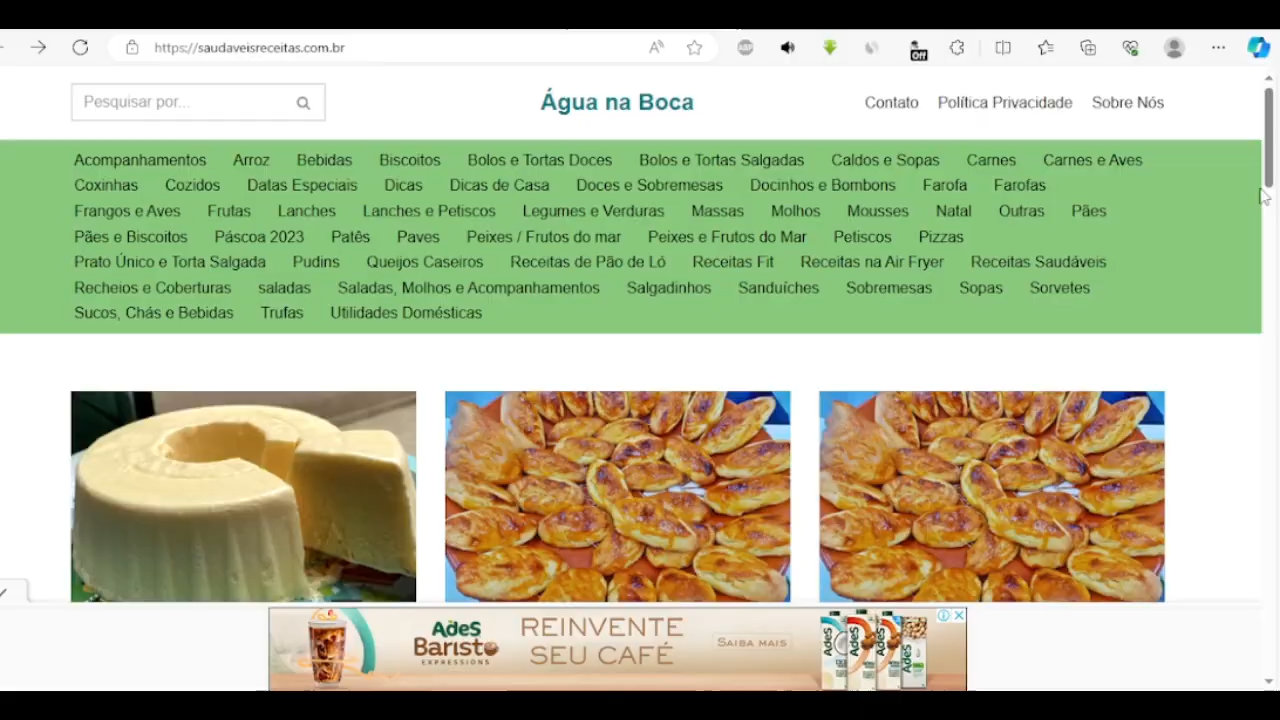 https://saudaveisreceitas.com.br
Off
Pesquisar por...
Água na Boca
Contato Política Privacidade Sobre Nós
Acompanhamentos Arroz Bebidas Biscoitos Bolos e Tortas Doces Bolos e Tortas Salgadas Caldos e Sopas Carnes Carnes e Aves
Coxinhas Cozidos Datas Especiais Dicas Dicas de Casa Doces e Sobremesas Docinhos e Bombons Farofa Farofas
Frangos e Aves Frutas Lanches Lanches e Petiscos Legumes e Verduras Massas Molhos Mousses Natal Outras Pães
Pães e Biscoitos Páscoa 2023 Patês Paves Peixes / Frutos do mar Peixes e Frutos do Mar Petiscos Pizzas
Prato Único e Torta Salgada Pudins Queijos Caseiros Receitas de Pão de Ló Receitas Fit Receitas na Air Fryer Receitas Saudáveis
Recheios e Coberturas saladas Saladas, Molhos e Acompanhamentos Salgadinhos Sanduíches Sobremesas Sopas Sorvetes
Sucos, Chás e Bebidas Trufas Utilidades Domésticas
AdeS
Barista
EXPRESSIONS
REINVENTE
SEU CAFÉ
SAIBA MAIS
AdeS AdeS AdeS AdeS